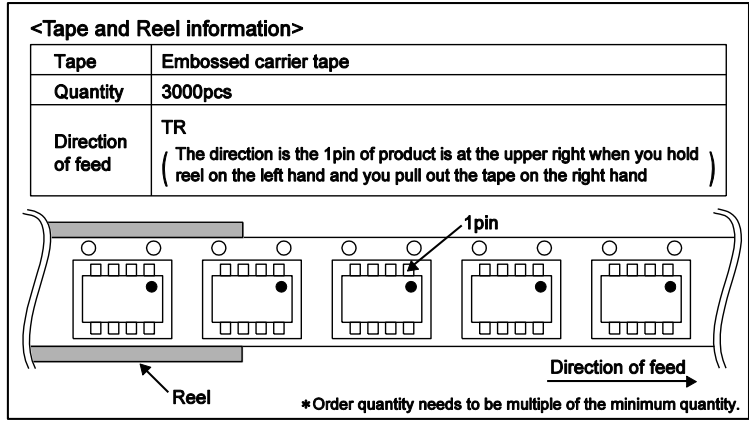 <Tape and Reel information>
Tape Embossed carrier tape
Quantity 3000pcs
Direction of feed TR
( The direction is the 1pin of product is at the upper right when you hold
reel on the left hand and you pull out the tape on the right hand )
1pin
Direction of feed
Reel
*Order quantity needs to be multiple of the minimum quantity.